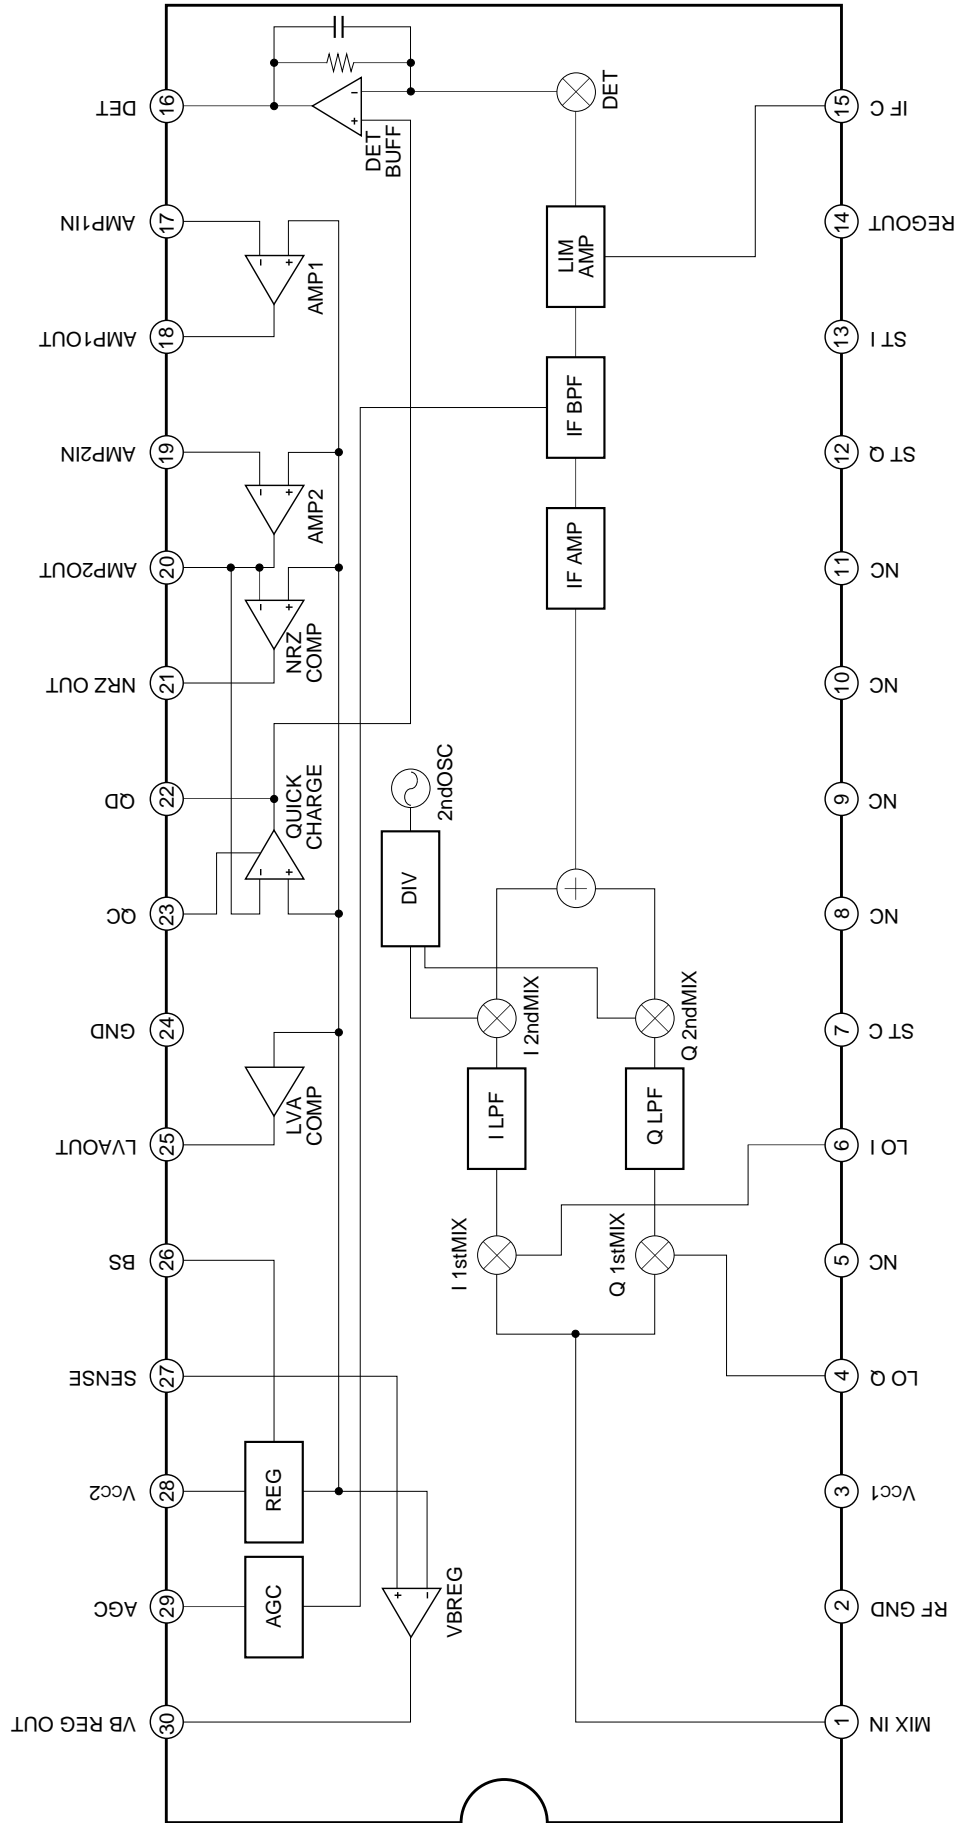 DET
16
AMP1IN
17
AMP1OUT
18
AMP2IN
19
AMP2OUT
20
NRZ OUT
21
QD
22
QC
23
GND
24
LVAOUT
25
BS
26
SENSE
27
Vcc2
28
AGC
29
VB REG OUT
30
DET
BUFF
-
+
AMP1
-
+
AMP2
-
+
NRZ
COMP
-
+
QUICK
CHARGE
-
+
LVA
COMP
REG
AGC
VBREG
+
-
DET
LIM
AMP
IF BPF
IF AMP
2ndOSC
DIV
I 2ndMIX
Q 2ndMIX
I LPF
Q LPF
I 1stMIX
Q 1stMIX
15
IF C
14
REGOUT
13
ST I
12
ST Q
11
NC
10
NC
9
NC
8
NC
7
ST C
6
LO I
5
NC
4
LO Q
3
Vcc1
2
RF GND
1
MIX IN